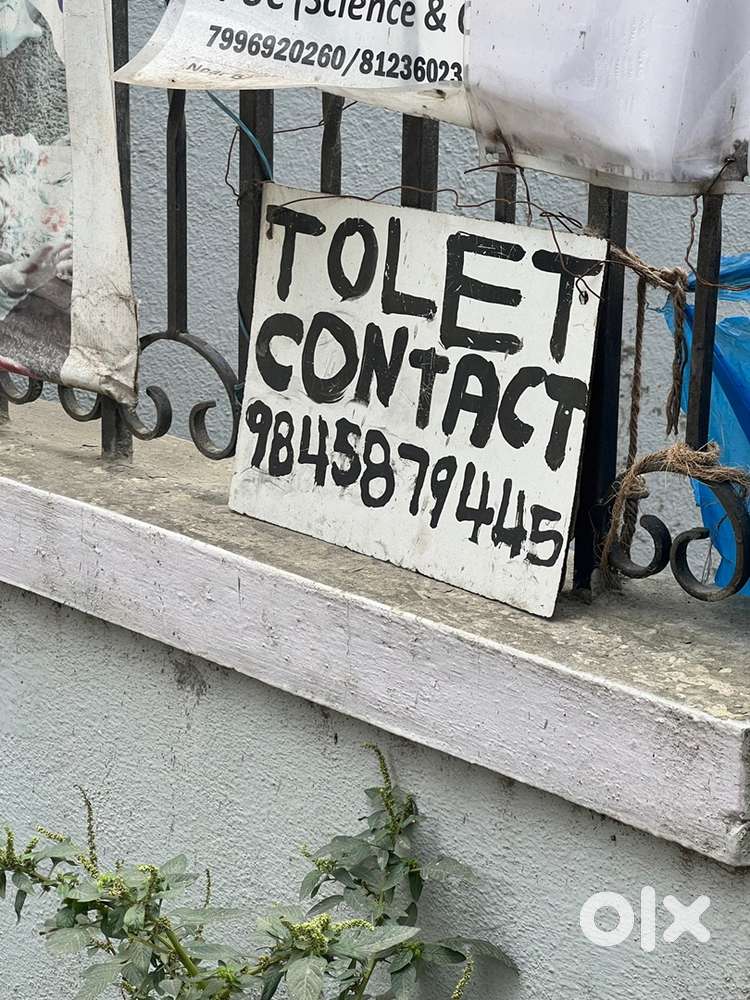 (Science &
7996920260/81236023
TOLET
CONTACT
9845879445
olx